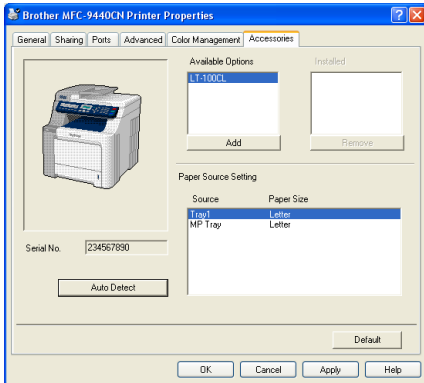 Brother MFC-9440CN Printer Properties
General Sharing Ports Advanced Color Management Accessories
Available Options
Installed
LT-100CL
Add
Remove
Paper Source Setting
Source Paper Size
Tray1 Letter
MP Tray Letter
Serial No. 234567890
Auto Detect
Default
OK Cancel Apply Help